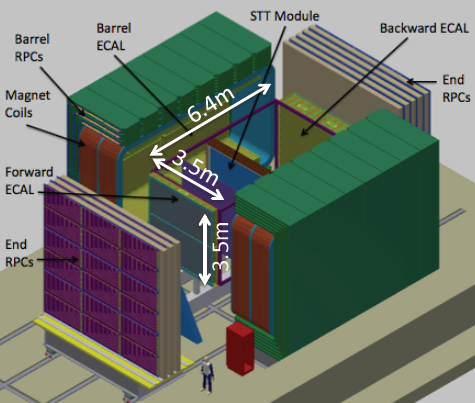 STT Module
Barrel
ECAL
Backward ECAL
Barrel
RPCs
End
RPCs
Magnet
Coils
6.4m
3.5m
Forward
ECAL
3.5m
End
RPCs